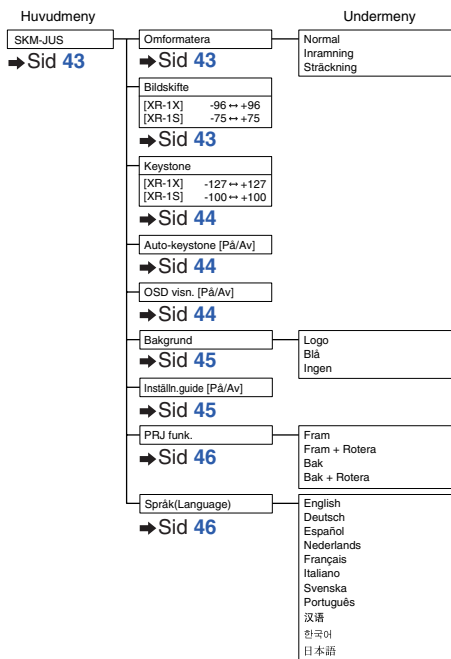 Huvudmeny
Undermeny
SKM-JUS
➡Sid 43
Omformatera
➡Sid 43
Normal
Inramning
Sträckning
Bildskifte
[XR-1X] -96 ↔ +96
[XR-1S] -75 ↔ +75
➡Sid 43
Keystone
[XR-1X] -127 ↔ +127
[XR-1S] -100 ↔ +100
➡Sid 44
Auto-keystone [På/Av]
➡Sid 44
OSD visn. [På/Av]
➡Sid 44
Bakgrund
➡Sid 45
Logo
Blå
Ingen
Inställn.guide [På/Av]
➡Sid 45
PRJ funk.
➡Sid 46
Fram
Fram + Rotera
Bak
Bak + Rotera
Språk(Language)
➡Sid 46
English
Deutsch
Español
Nederlands
Français
Italiano
Svenska
Português
汉语
한국어
日本語